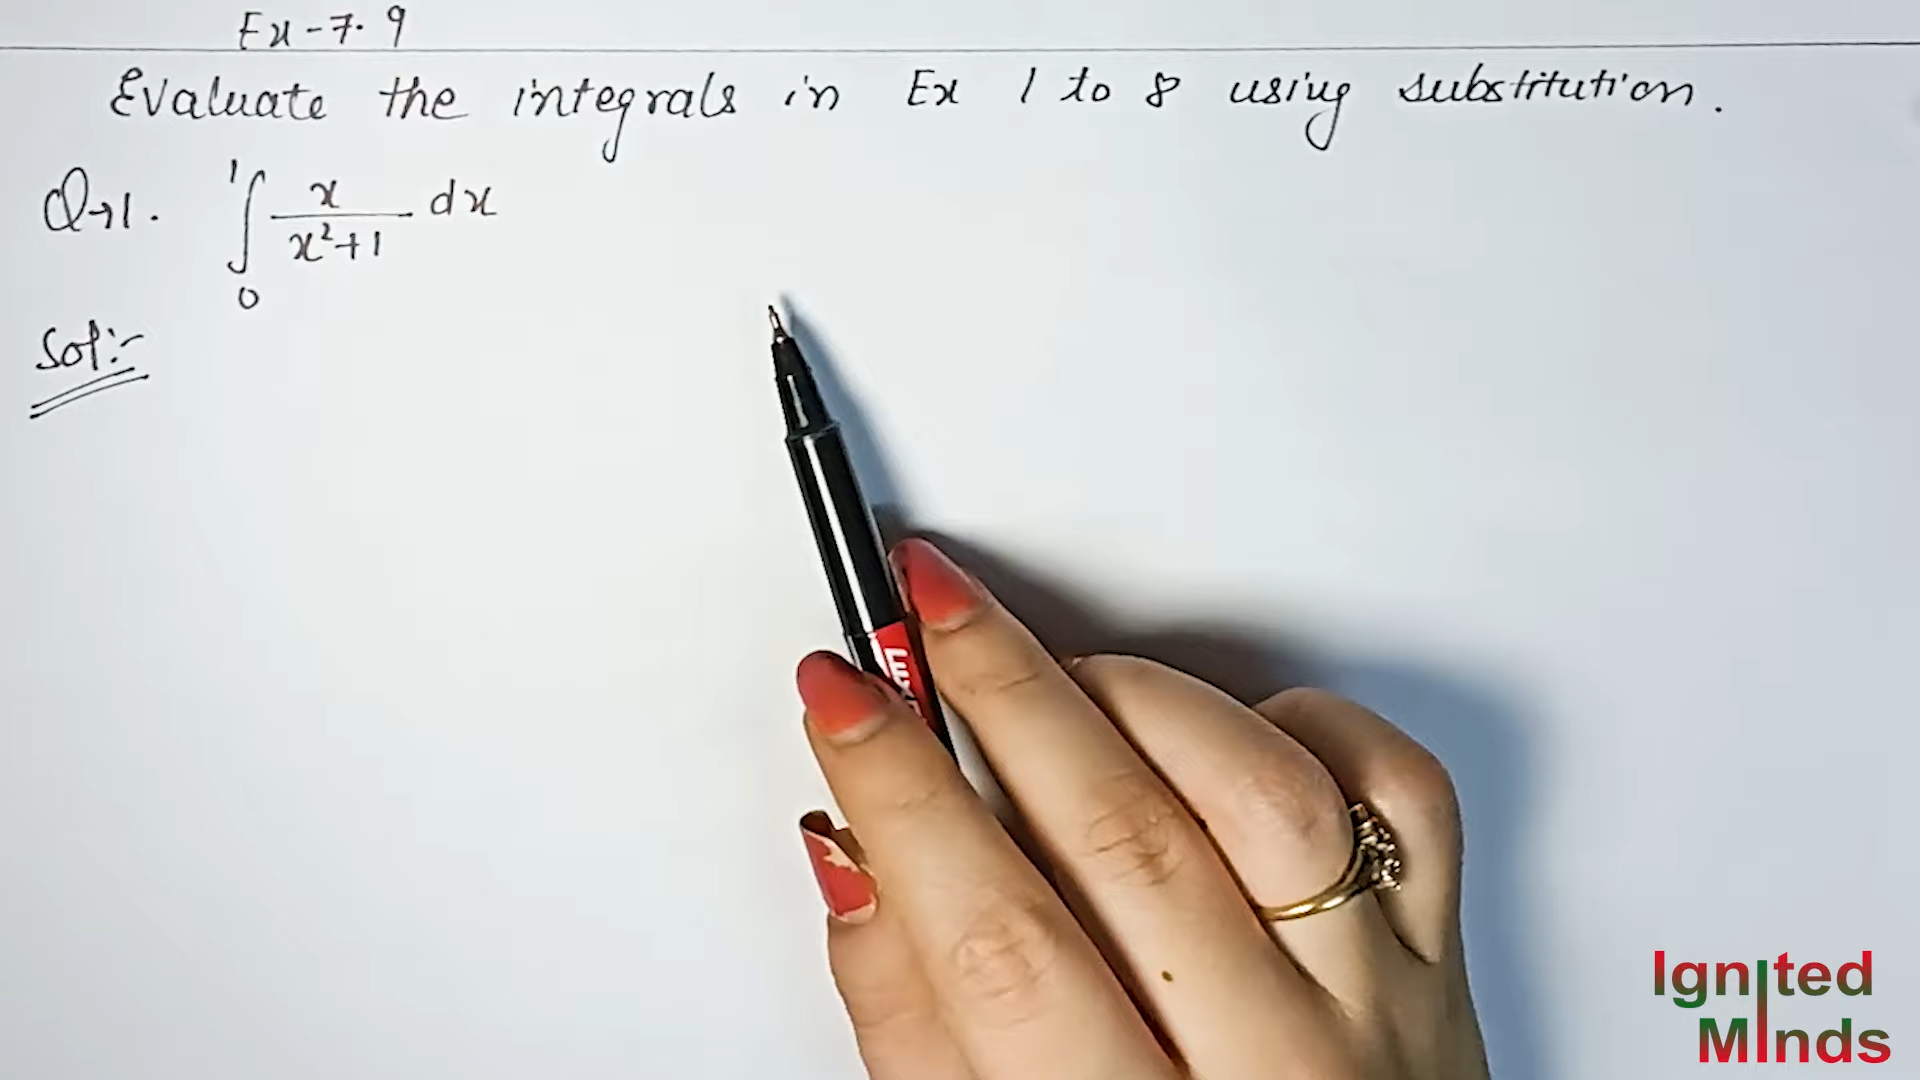 Ex-7.9
Evaluate the integrals in Ex 1 to 8 using substitution.
Q→1. ∫₀¹ x/(x²+1) dx
Sol:-
Ignited
Minds